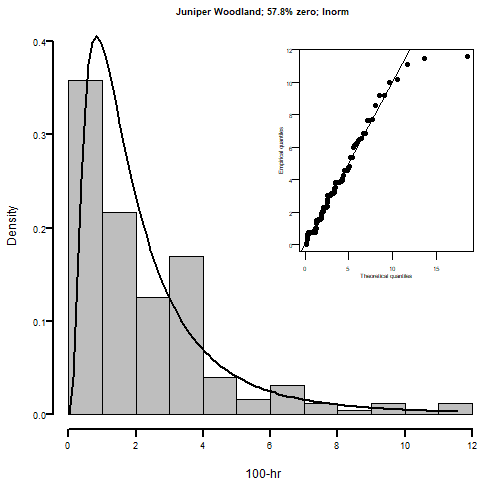 Juniper Woodland; 57.8% zero; lnorm
Density
0.4
0.3
0.2
0.1
0.0
0 2 4 6 8 10 12
100-hr
Empirical quantiles
12
10
8
6
4
2
0
0 5 10 15
Theoretical quantiles